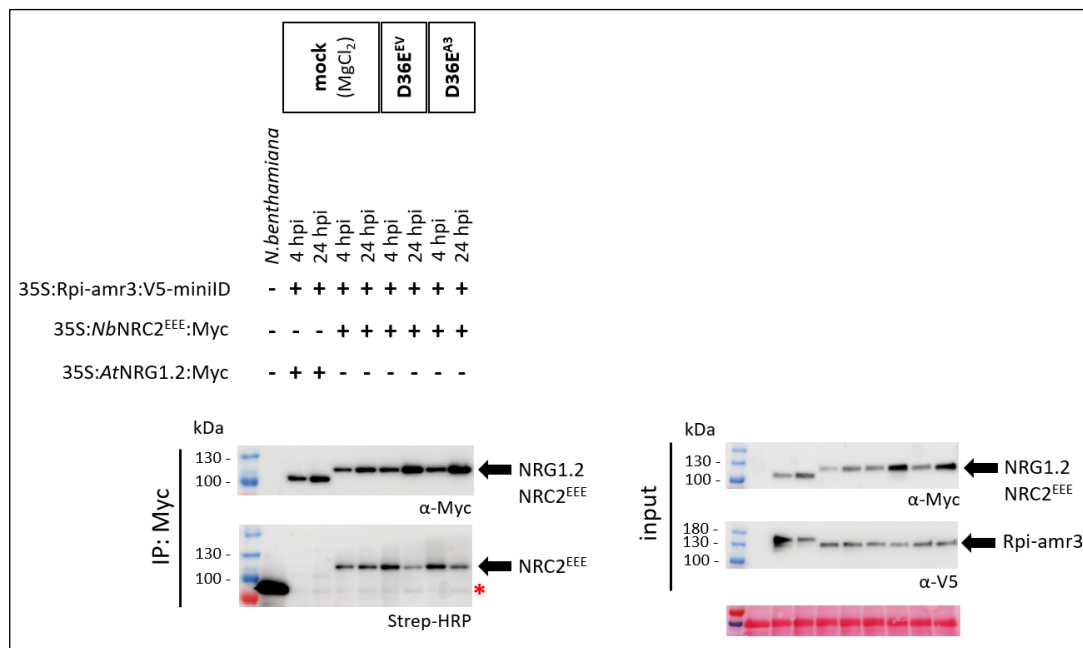 mock
(MgCl₂)
D36Eᴱⱽ
D36Eᴬ³
N.benthamiana
4 hpi
24 hpi
4 hpi
24 hpi
4 hpi
24 hpi
4 hpi
24 hpi
35S:Rpi-amr3:V5-miniID - + + + + + + + +
35S:NbNRC2ᴱᴱᴱ:Myc - - - + + + + + +
35S:AtNRG1.2:Myc - + + - - - - - -
IP: Myc
kDa
130 -
100 -
NRG1.2
NRC2ᴱᴱᴱ
α-Myc
130 -
100 -
NRC2ᴱᴱᴱ
*
Strep-HRP
input
kDa
130 -
100 -
NRG1.2
NRC2ᴱᴱᴱ
α-Myc
180 -
130 -
100 -
Rpi-amr3
α-V5